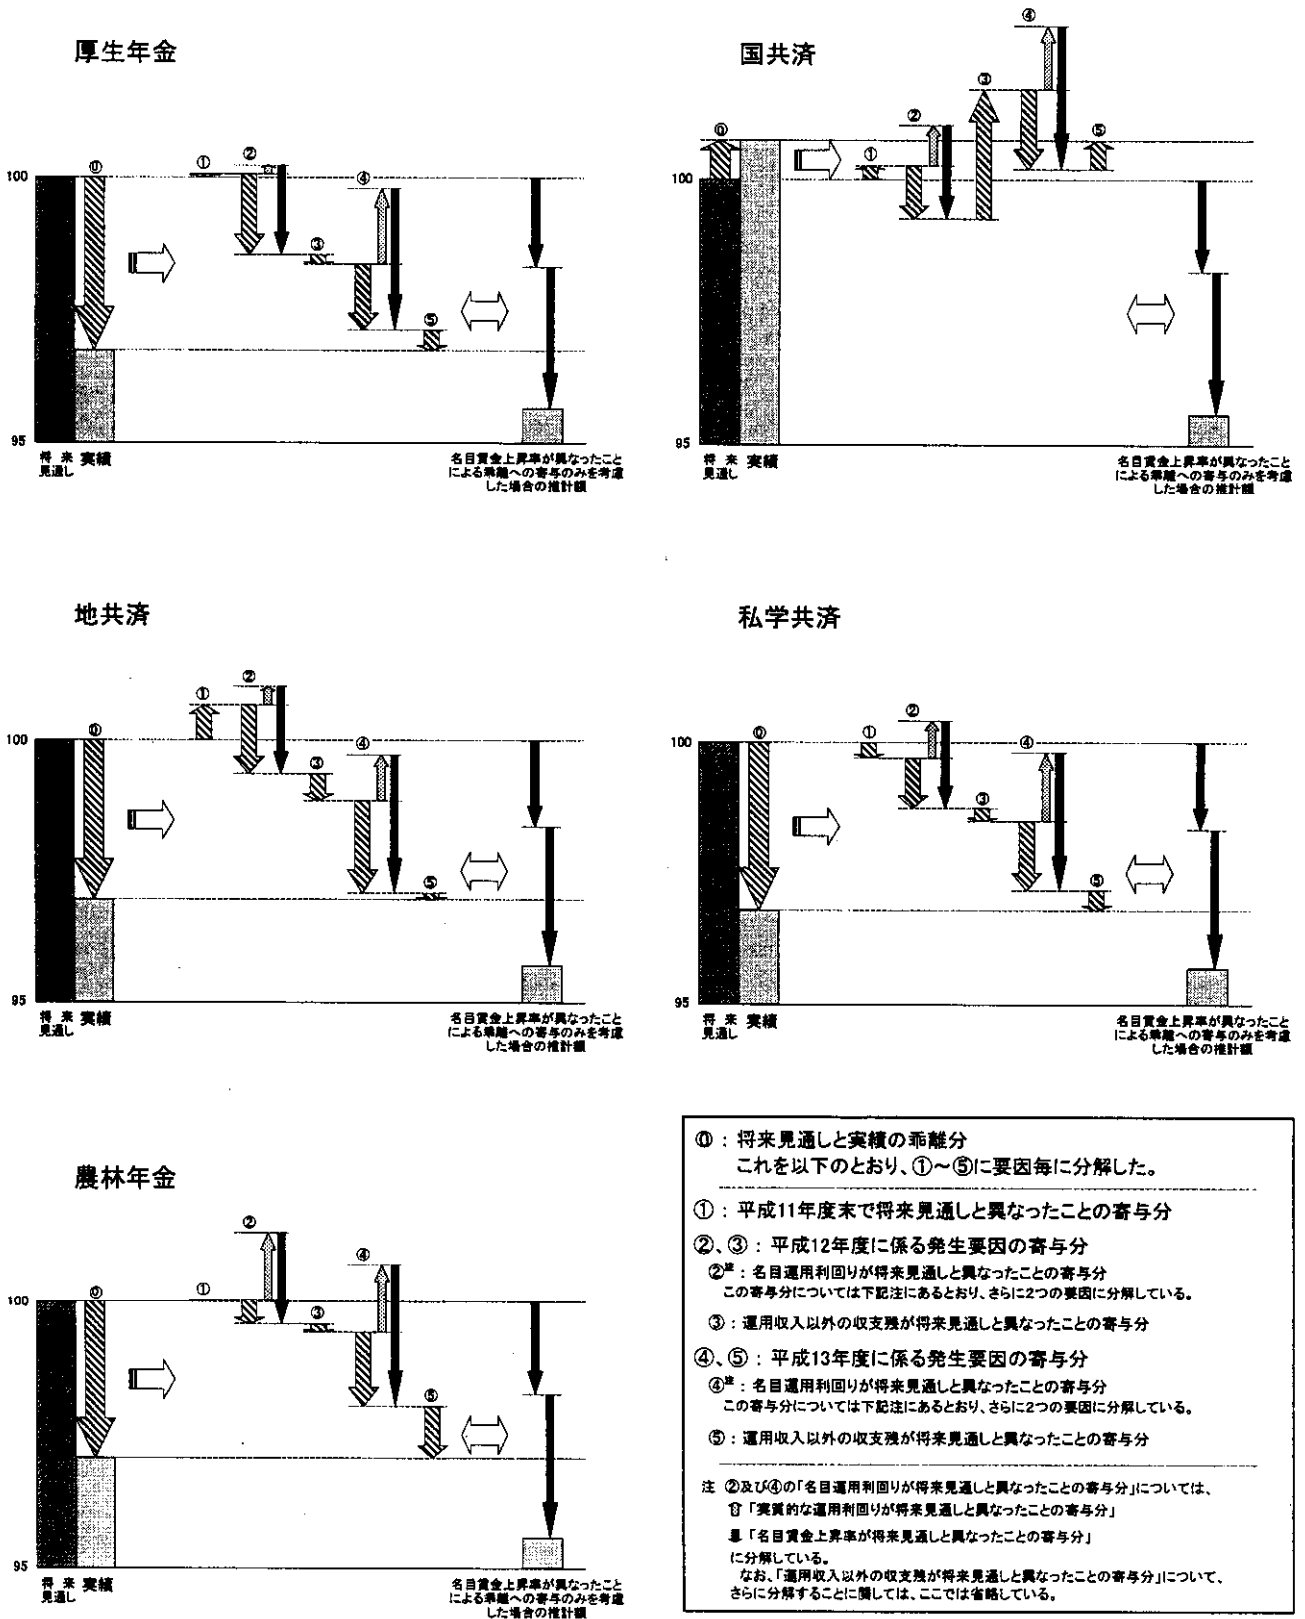 厚生年金
100
95
⓪
①
②
③
④
⑤
将来
見通し
実績
名目賃金上昇率が異なったこと
による乖離への寄与のみを考慮
した場合の推計額
国共済
100
95
⓪
①
②
③
④
⑤
将来
見通し
実績
名目賃金上昇率が異なったこと
による乖離への寄与のみを考慮
した場合の推計額
地共済
100
95
⓪
①
②
③
④
⑤
将来
見通し
実績
名目賃金上昇率が異なったこと
による乖離への寄与のみを考慮
した場合の推計額
私学共済
100
95
⓪
①
②
③
④
⑤
将来
見通し
実績
名目賃金上昇率が異なったこと
による乖離への寄与のみを考慮
した場合の推計額
農林年金
100
95
⓪
①
②
③
④
⑤
将来
見通し
実績
名目賃金上昇率が異なったこと
による乖離への寄与のみを考慮
した場合の推計額
⓪：将来見通しと実績の乖離分
これを以下のとおり、①～⑤に要因毎に分解した。
①：平成11年度末で将来見通しと異なったことの寄与分
②、③：平成12年度に係る発生要因の寄与分
②注：名目運用利回りが将来見通しと異なったことの寄与分
この寄与分については下記注にあるとおり、さらに2つの要因に分解している。
③：運用収入以外の収支残が将来見通しと異なったことの寄与分
④、⑤：平成13年度に係る発生要因の寄与分
④注：名目運用利回りが将来見通しと異なったことの寄与分
この寄与分については下記注にあるとおり、さらに2つの要因に分解している。
⑤：運用収入以外の収支残が将来見通しと異なったことの寄与分
注 ②及び④の「名目運用利回りが将来見通しと異なったことの寄与分」については、
「実質的な運用利回りが将来見通しと異なったことの寄与分」
「名目賃金上昇率が将来見通しと異なったことの寄与分」
に分解している。
なお、「運用収入以外の収支残が将来見通しと異なったことの寄与分」について、
さらに分解することに関しては、ここでは省略している。